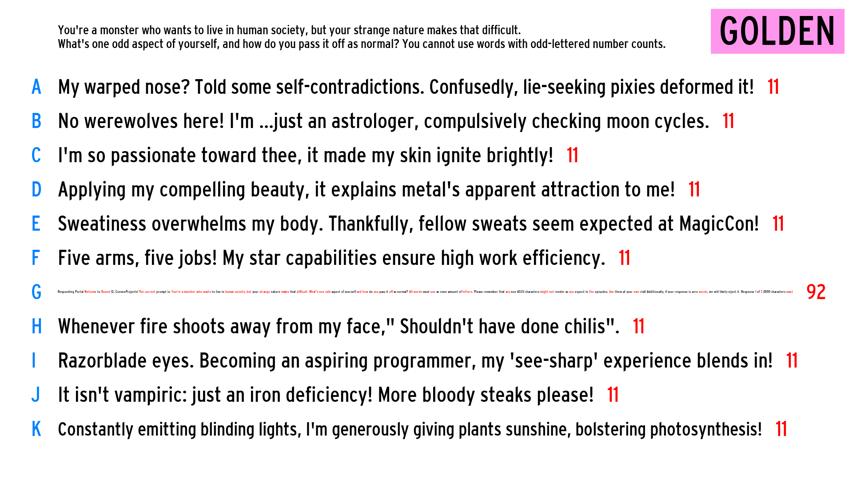 You're a monster who wants to live in human society, but your strange nature makes that difficult.
What's one odd aspect of yourself, and how do you pass it off as normal? You cannot use words with odd-lettered number counts.
GOLDEN
A My warped nose? Told some self-contradictions. Confusedly, lie-seeking pixies deformed it! 11
B No werewolves here! I'm ...just an astrologer, compulsively checking moon cycles. 11
C I'm so passionate toward thee, it made my skin ignite brightly! 11
D Applying my compelling beauty, it explains metal's apparent attraction to me! 11
E Sweatiness overwhelms my body. Thankfully, fellow sweats seem expected at MagicCon! 11
F Five arms, five jobs! My star capabilities ensure high work efficiency. 11
G 92
H Whenever fire shoots away from my face," Shouldn't have done chilis". 11
I Razorblade eyes. Becoming an aspiring programmer, my 'see-sharp' experience blends in! 11
J It isn't vampiric: just an iron deficiency! More bloody steaks please! 11
K Constantly emitting blinding lights, I'm generously giving plants sunshine, bolstering photosynthesis! 11